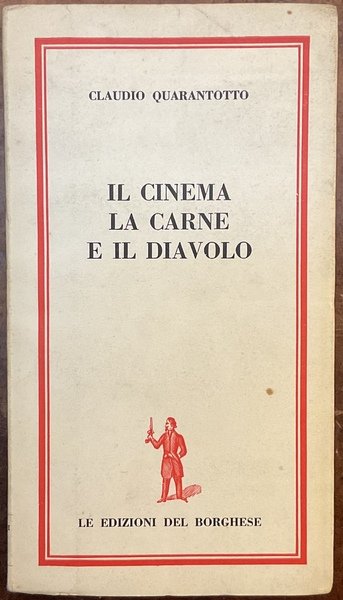 CLAUDIO QUARANTOTTO
IL CINEMA
LA CARNE
E IL DIAVOLO
LE EDIZIONI DEL BORGHESE